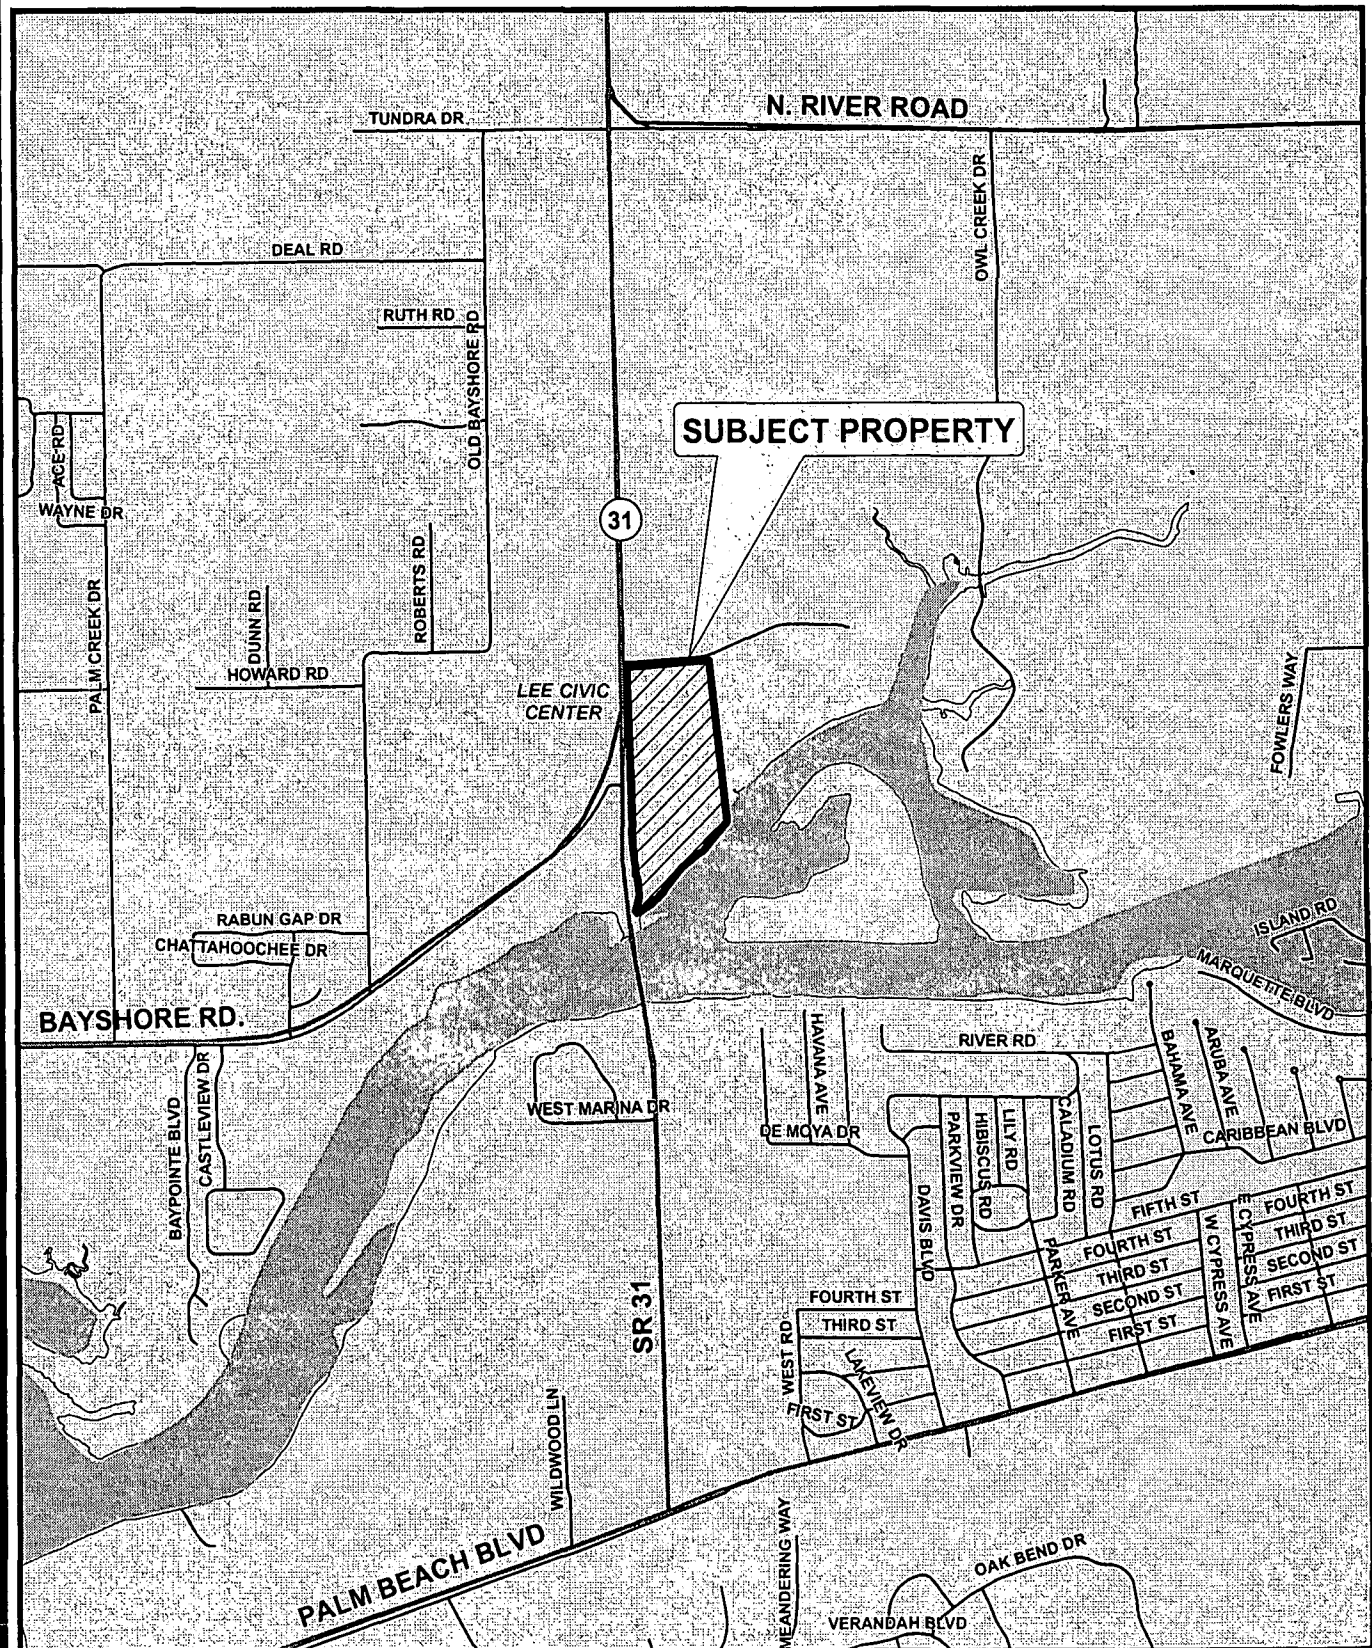 N. RIVER ROAD
TUNDRA DR
OWL CREEK DR
DEAL RD
RUTH RD
OLD BAYSHORE RD
SUBJECT PROPERTY
ACE RD
WAYNE DR
31
ROBERTS RD
PALM CREEK DR
DUNN RD
HOWARD RD
LEE CIVIC
CENTER
FOWLERS WAY
RABUN GAP DR
CHATTAHOOCHEE DR
ISLAND RD
MARQUETTE BLVD
BAYSHORE RD.
HAVANA AVE
RIVER RD
BAHAMA AVE
ARUBA AVE
CASTLEVIEW DR
BAYPOINTE BLVD
WEST MARINA DR
DE MOYA DR
PARKVIEW DR
HIBISCUS RD
LILY RD
CALADIUM RD
LOTUS RD
CARIBBEAN BLVD
DAVIS BLVD
FIFTH ST
W CYPRESS AVE
E CYPRESS AVE
FOURTH ST
THIRD ST
SECOND ST
FIRST ST
PARKER AVE
FOURTH ST
THIRD ST
SECOND ST
FIRST ST
SR 31
FOURTH ST
THIRD ST
WEST RD
LAKEVIEW DR
FIRST ST
WILDWOOD LN
PALM BEACH BLVD
MEANDERING WAY
OAK BEND DR
VERANDAH BLVD